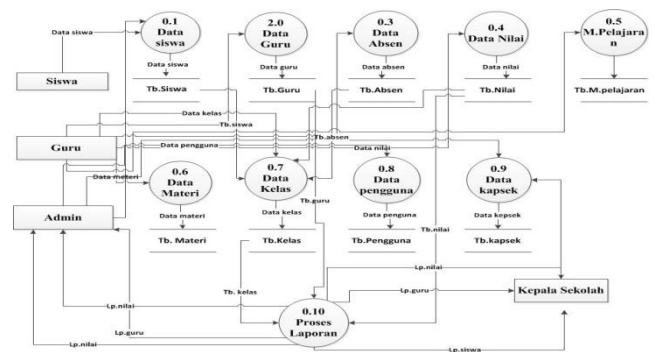 0.1
Data
siswa
2.0
Data
Guru
0.3
Data
Absen
0.4
Data Nilai
0.5
M.Pelajara
n
Data siswa
Data siswa
Data guru
Data absen
Data nilai
Siswa
Tb.Siswa
Tb.Guru
Tb.Absen
Tb.Nilai
Tb.M.pelajaran
Data kelas
Tb.siswa
Tb.absen
Guru
Data pengguna
Data nilai
Data materi
0.6
Data
Materi
0.7
Data
Kelas
0.8
Data
pengguna
0.9
Data
kapsek
Tb.guru
Admin
Data materi
Data kelas
Data penguna
Data kepsek
Tb.nilai
Tb. Materi
Tb.Kelas
Tb.Pengguna
Tb.kapsek
Lp.nilai
Tb. kelas
Lp.guru
Kepala Sekolah
Lp.nilai
0.10
Proses
Laporan
Lp.guru
Lp.nilai
Lp.siswa